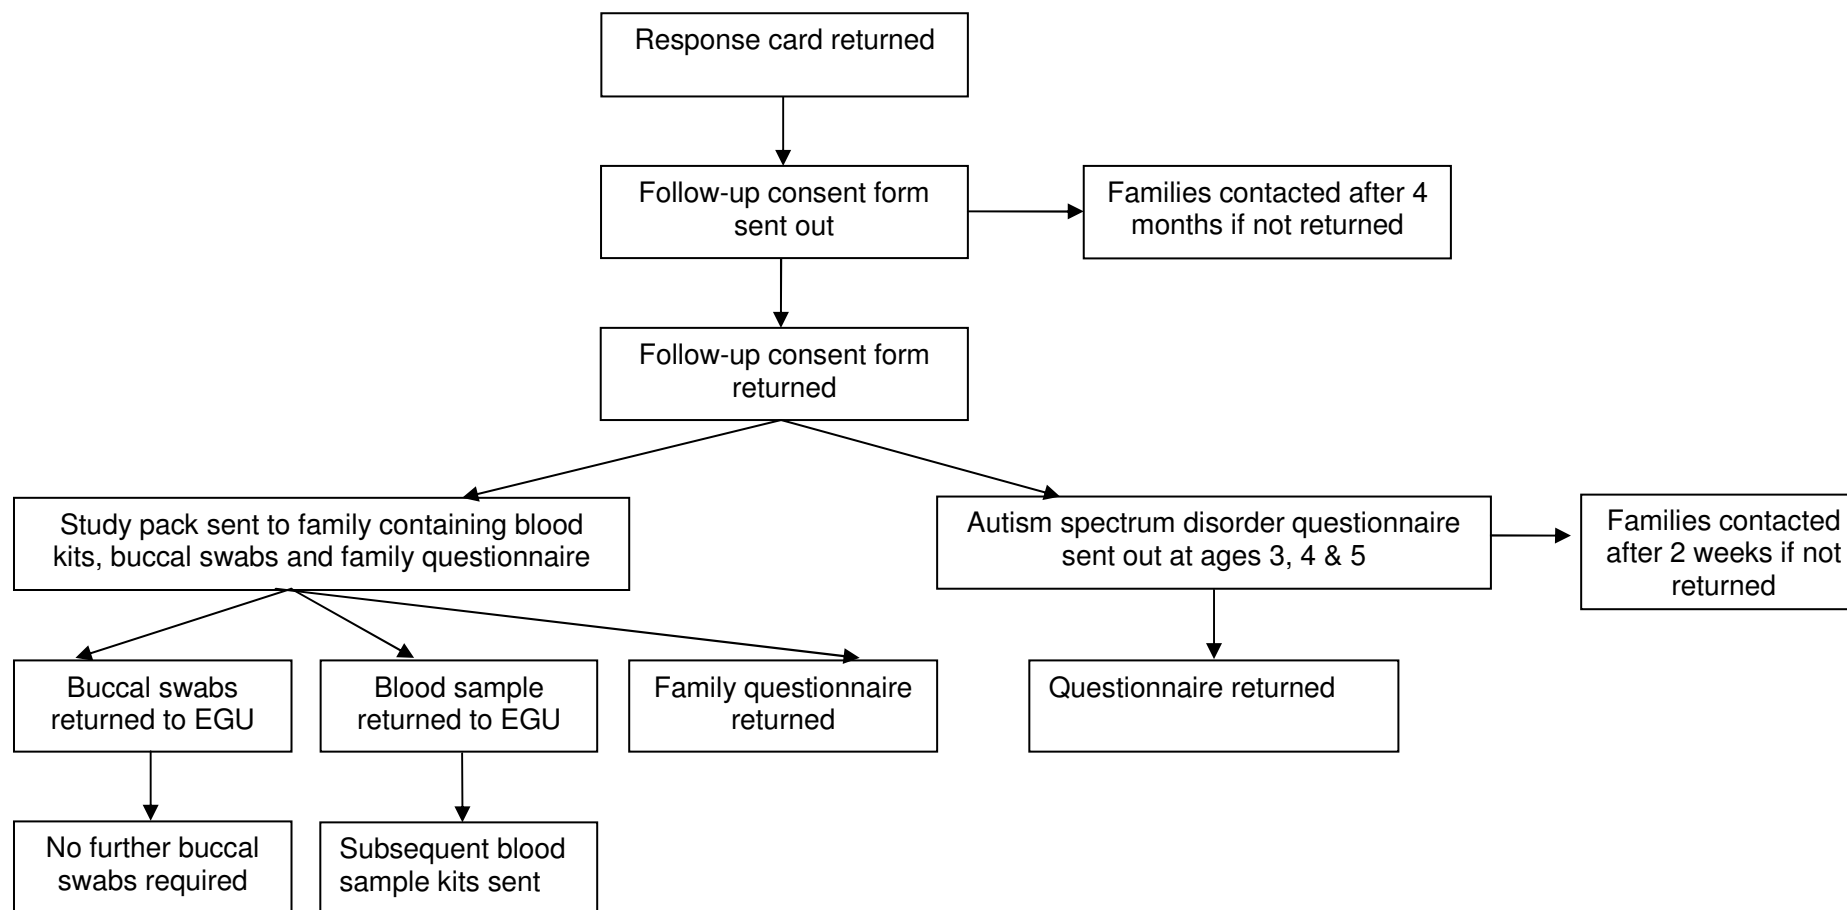 Response card returned
Follow-up consent form
sent out
Families contacted after 4
months if not returned
Follow-up consent form
returned
Study pack sent to family containing blood
kits, buccal swabs and family questionnaire
Autism spectrum disorder questionnaire
sent out at ages 3, 4 & 5
Families contacted
after 2 weeks if not
returned
Buccal swabs
returned to EGU
Blood sample
returned to EGU
Family questionnaire
returned
Questionnaire returned
No further buccal
swabs required
Subsequent blood
sample kits sent